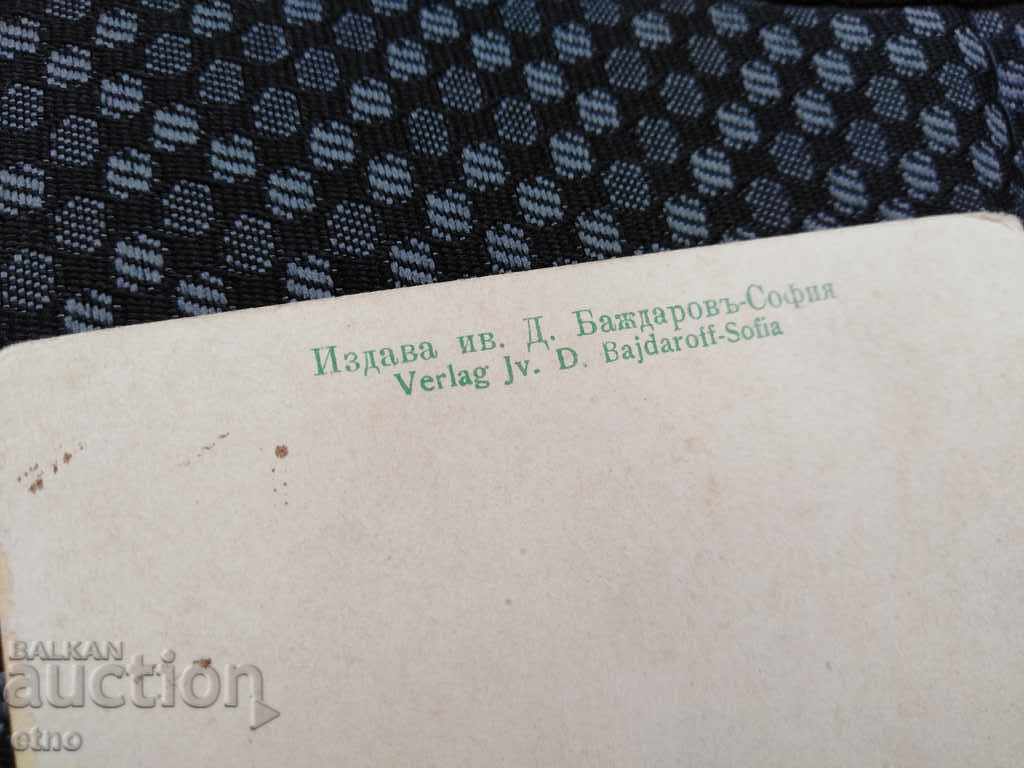 Издава ив. Д. Баждаровъ-София
Verlag Jv. D. Bajdaroff-Sofia
BALKAN
auction
etno